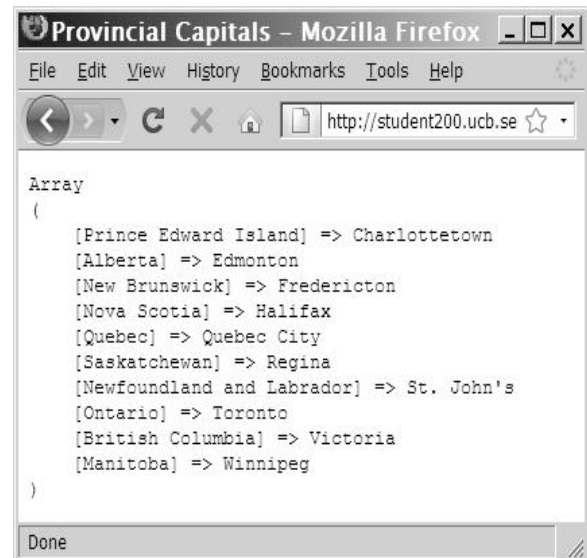 Provincial Capitals - Mozilla Firefox
File Edit View History Bookmarks Tools Help
http://student200.ucb.se
Array
(
[Prince Edward Island] => Charlottetown
[Alberta] => Edmonton
[New Brunswick] => Fredericton
[Nova Scotia] => Halifax
[Quebec] => Quebec City
[Saskatchewan] => Regina
[Newfoundland and Labrador] => St. John's
[Ontario] => Toronto
[British Columbia] => Victoria
[Manitoba] => Winnipeg
)
Done